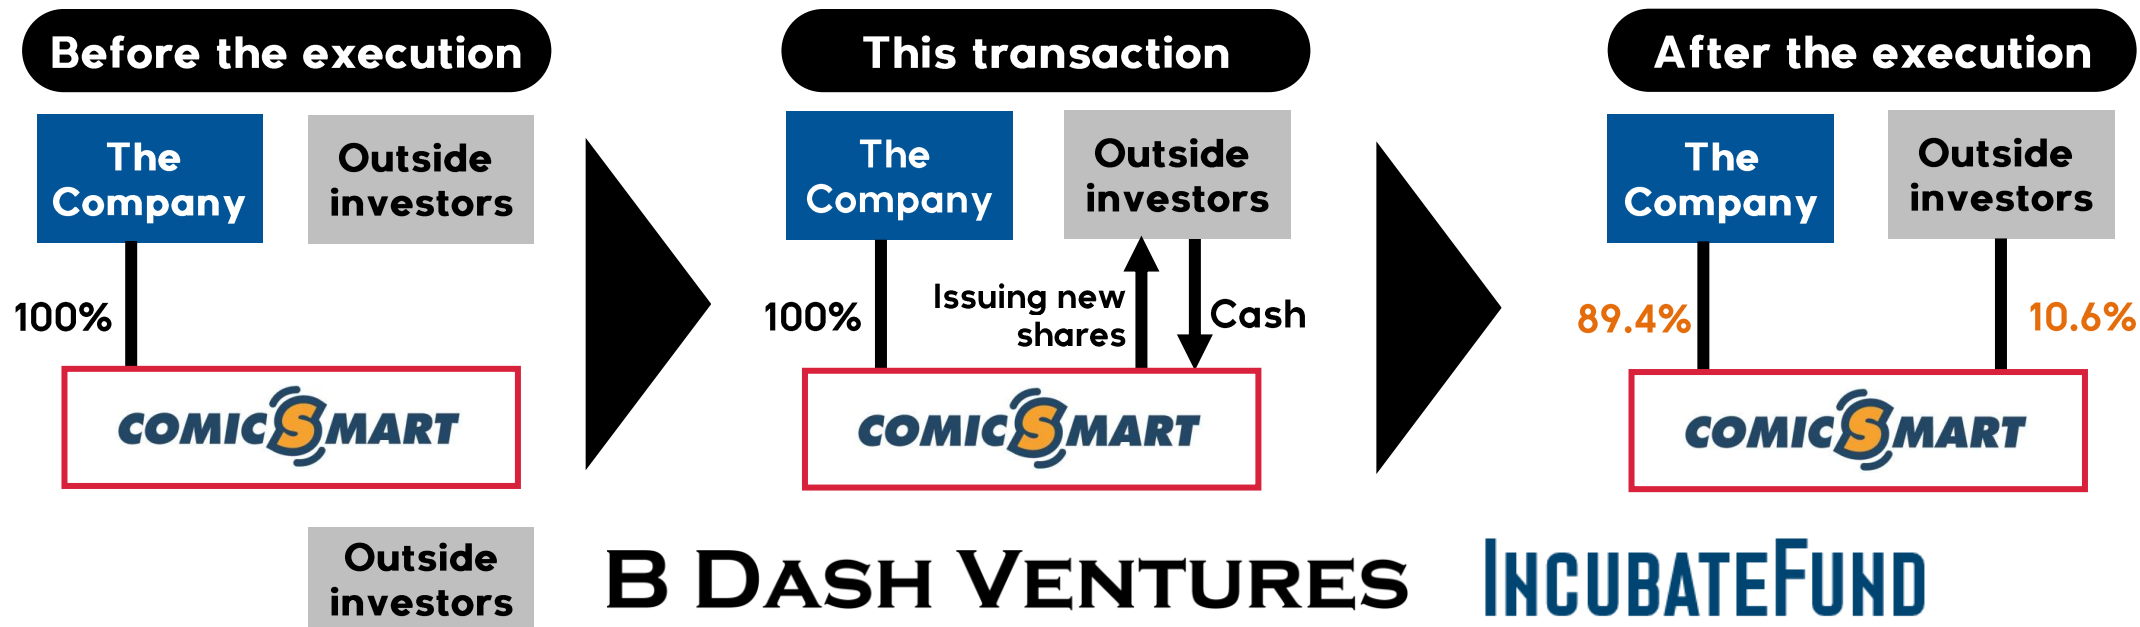 Before the execution
The
Company
Outside
investors
100%
COMICSMART
This transaction
The
Company
Outside
investors
100%
Issuing new
shares
Cash
COMICSMART
After the execution
The
Company
Outside
investors
89.4%
10.6%
COMICSMART
Outside
investors
B DASH VENTURES
INCUBATEFUND